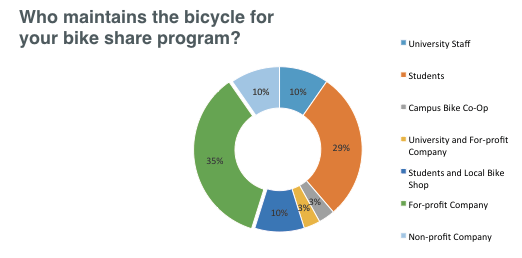 Who maintains the bicycle for
your bike share program?
University Staff
Students
Campus Bike Co-Op
University and For-profit
Company
Students and Local Bike
Shop
For-profit Company
Non-profit Company
10%
10%
29%
35%
3%
3%
10%